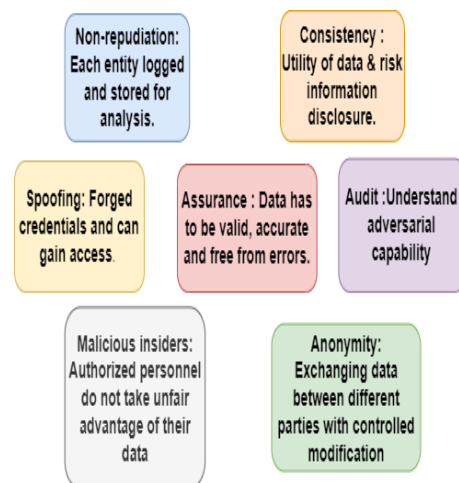 Non-repudiation:
Each entity logged
and stored for
analysis.
Consistency :
Utility of data & risk
information
disclosure.
Spoofing: Forged
credentials and can
gain access.
Assurance : Data has
to be valid, accurate
and free from errors.
Audit :Understand
adversarial
capability
Malicious insiders:
Authorized personnel
do not take unfair
advantage of their
data
Anonymity:
Exchanging data
between different
parties with controlled
modification